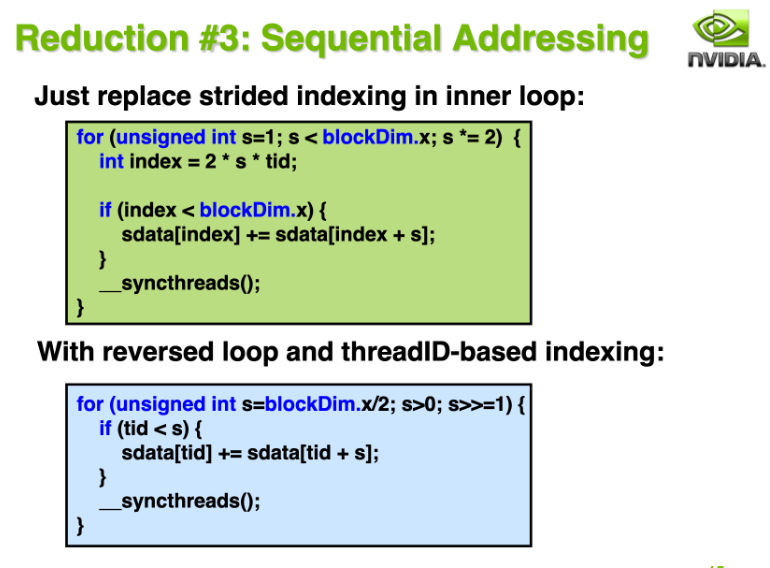 Reduction #3: Sequential Addressing
NVIDIA.
Just replace strided indexing in inner loop:
for (unsigned int s=1; s < blockDim.x; s *= 2) {
int index = 2 * s * tid;
if (index < blockDim.x) {
sdata[index] += sdata[index + s];
}
__syncthreads();
}
With reversed loop and threadID-based indexing:
for (unsigned int s=blockDim.x/2; s>0; s>>=1) {
if (tid < s) {
sdata[tid] += sdata[tid + s];
}
__syncthreads();
}